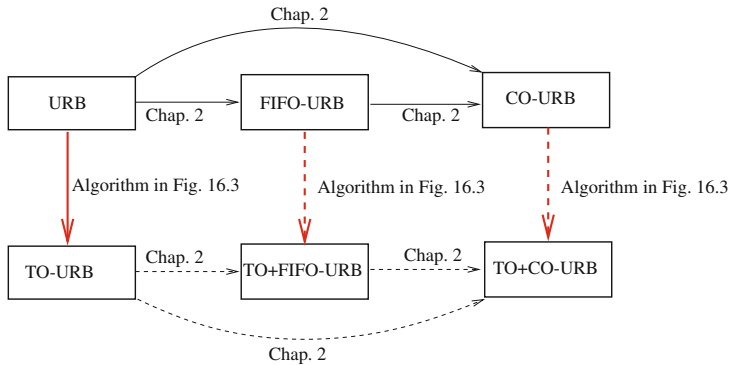 Chap. 2
URB
FIFO-URB
CO-URB
Chap. 2
Chap. 2
Algorithm in Fig. 16.3
Algorithm in Fig. 16.3
Algorithm in Fig. 16.3
Chap. 2
Chap. 2
TO-URB
TO+FIFO-URB
TO+CO-URB
Chap. 2